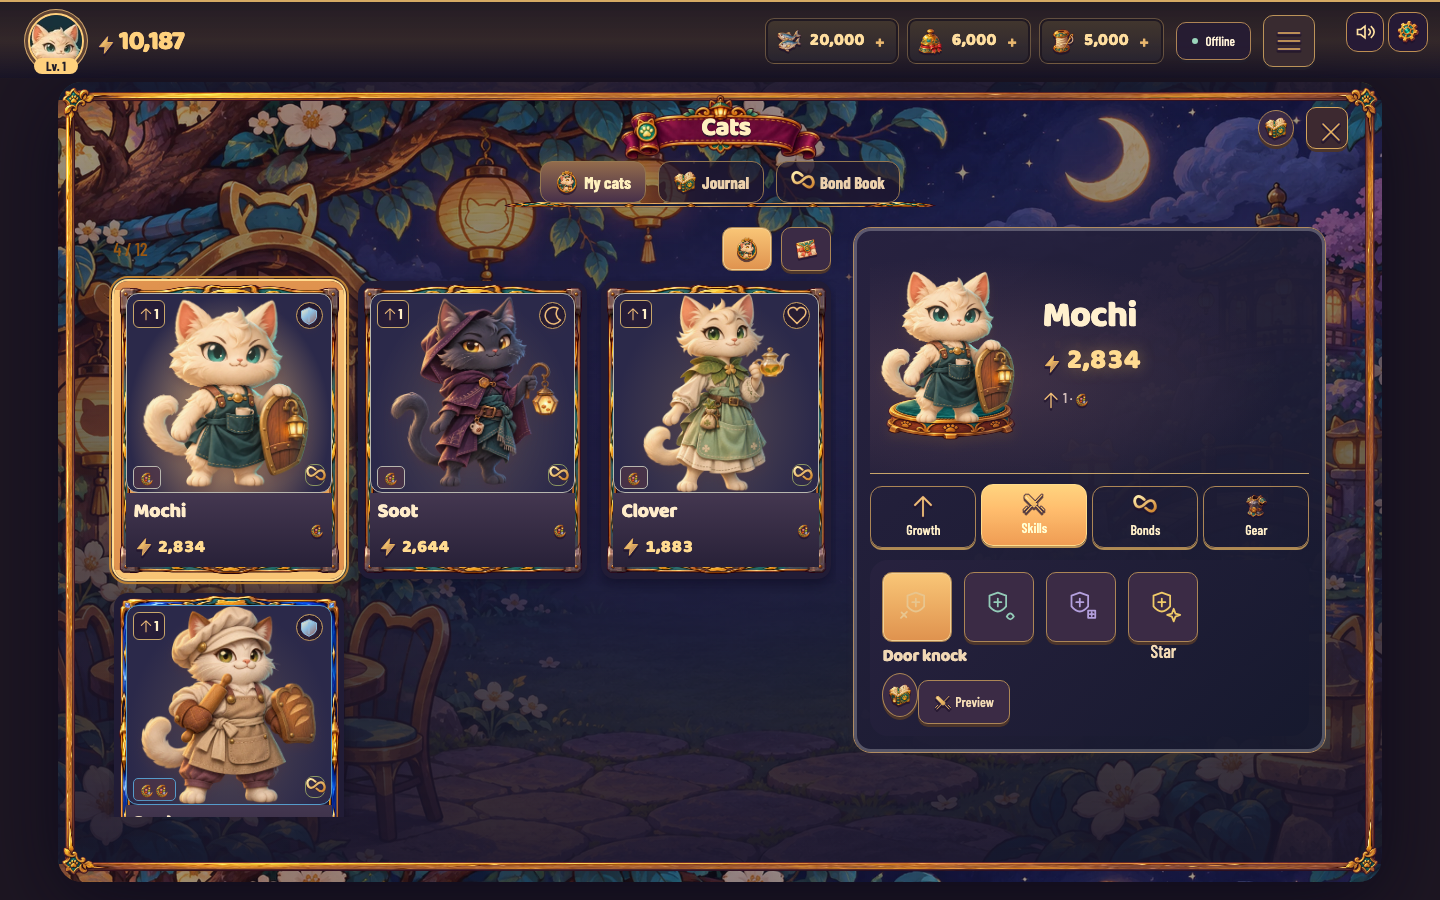 Lv. 1
10,187
20,000 +
6,000 +
5,000 +
Offline
Cats
My cats
Journal
Bond Book
4 / 12
1
Mochi
2,834
1
Soot
2,644
1
Clover
1,883
1
Mochi
2,834
1 ·
Growth
Skills
Bonds
Gear
Star
Door knock
Preview